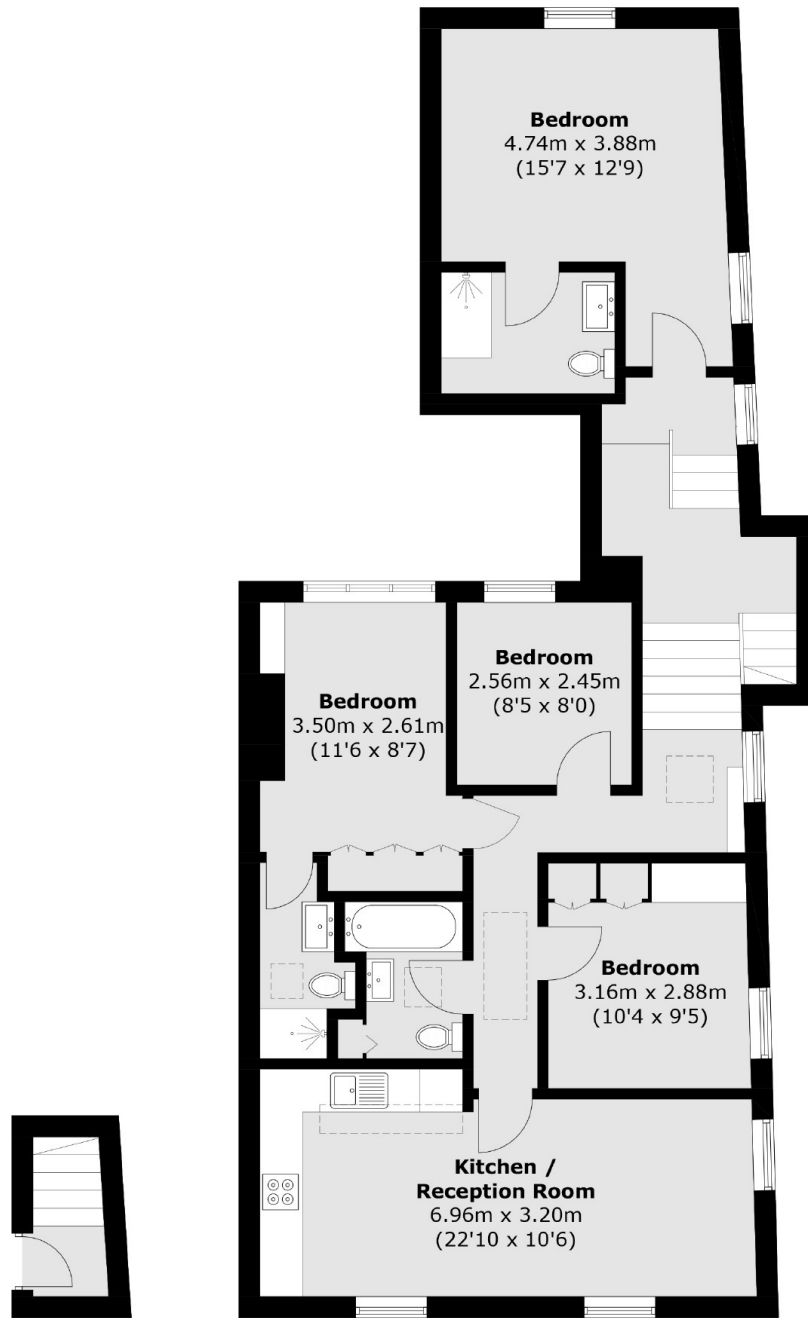 Bedroom
4.74m x 3.88m
(15'7 x 12'9)
Bedroom
2.56m x 2.45m
(8'5 x 8'0)
Bedroom
3.50m x 2.61m
(11'6 x 8'7)
Bedroom
3.16m x 2.88m
(10'4 x 9'5)
Kitchen /
Reception Room
6.96m x 3.20m
(22'10 x 10'6)